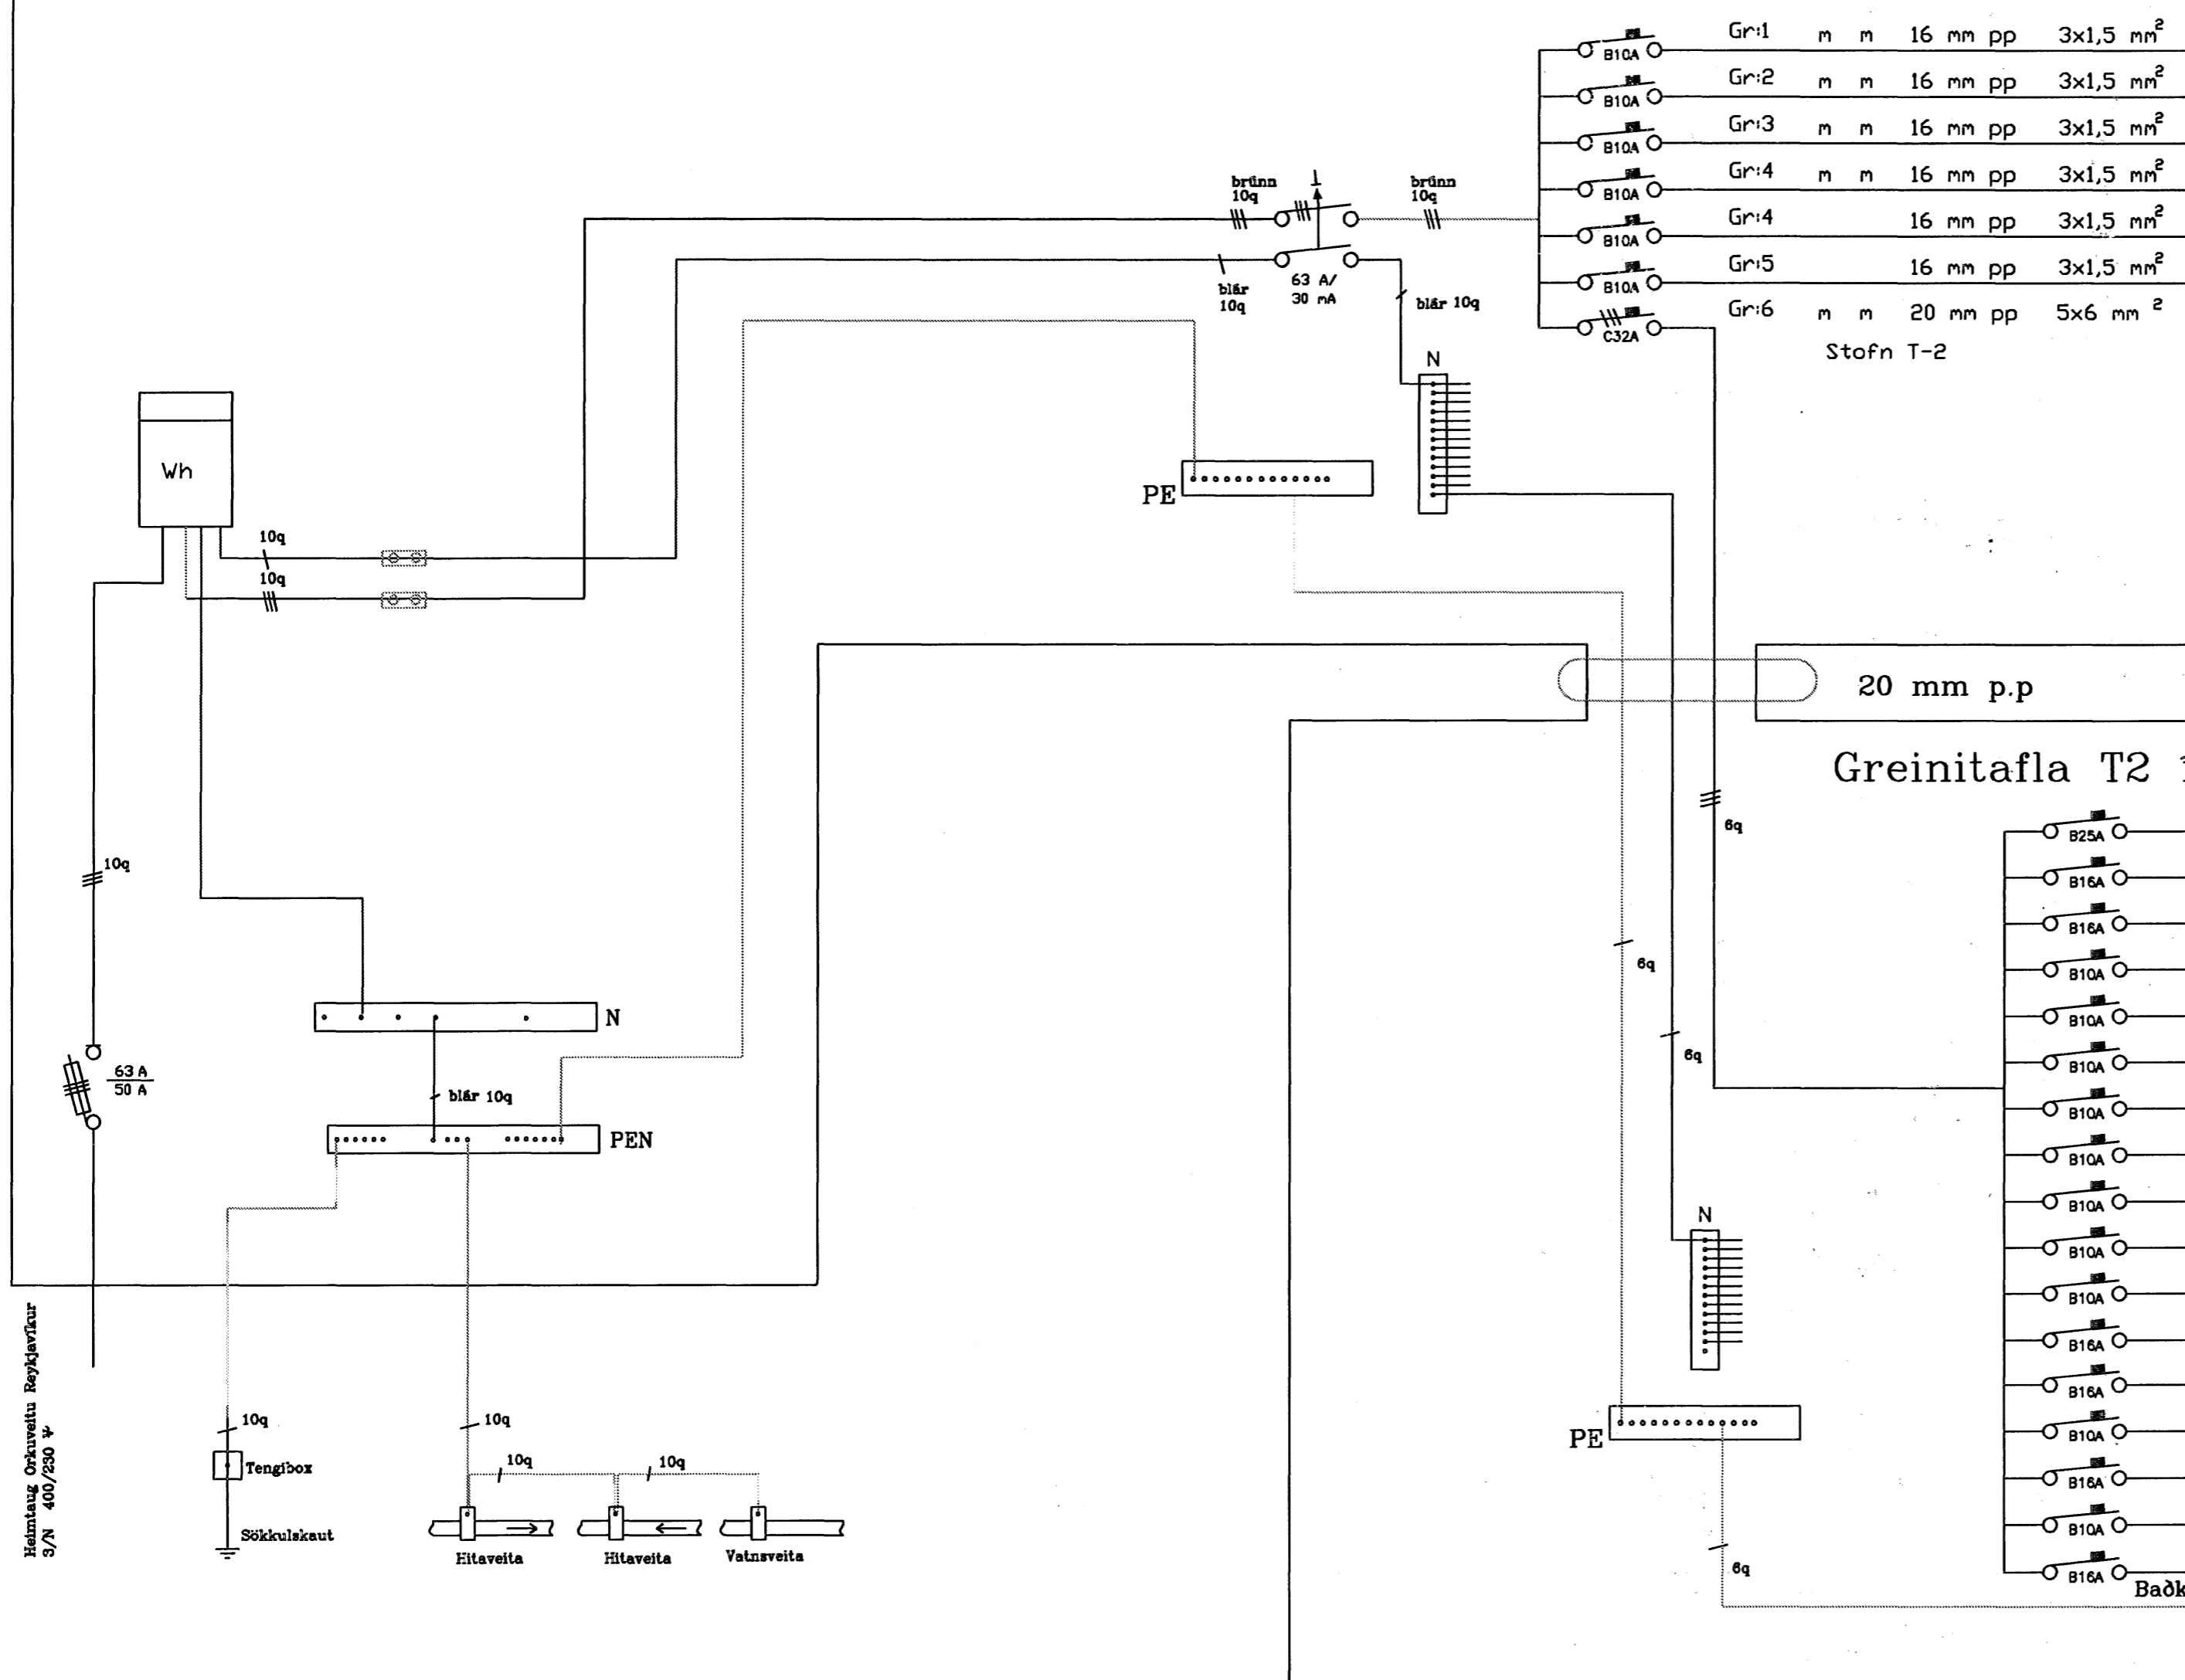 Gr:1 m m 16 mm pp 3x1,5 mm²
B10A
Gr:2 m m 16 mm pp 3x1,5 mm²
B10A
Gr:3 m m 16 mm pp 3x1,5 mm²
B10A
Gr:4 m m 16 mm pp 3x1,5 mm²
B10A
Gr:4 16 mm pp 3x1,5 mm²
B10A
Gr:5 16 mm pp 3x1,5 mm²
B10A
Gr:6 m m 20 mm pp 5x6 mm ²
C32A
Stofn T-2
brúnn
10q
brúnn
10q
blár
10q
63 A/
30 mA
blár 10q
N
PE
Wh
10q
10q
20 mm p.p
Greinitafla T2
6q
10q
6q
6q
N
63 A
50 A
blár 10q
PEN
B25A
B16A
B16A
B10A
B10A
B10A
B10A
B10A
B10A
B10A
B10A
B16A
B16A
B10A
B16A
B10A
B16A
N
PE
6q
Baðk
Heimtaug Orkuveitu Reykjavíkur
3/N 400/230 V
10q
Tengibox
Sökkulskaut
10q
10q
10q
Hitaveita
Hitaveita
Vatnsveita